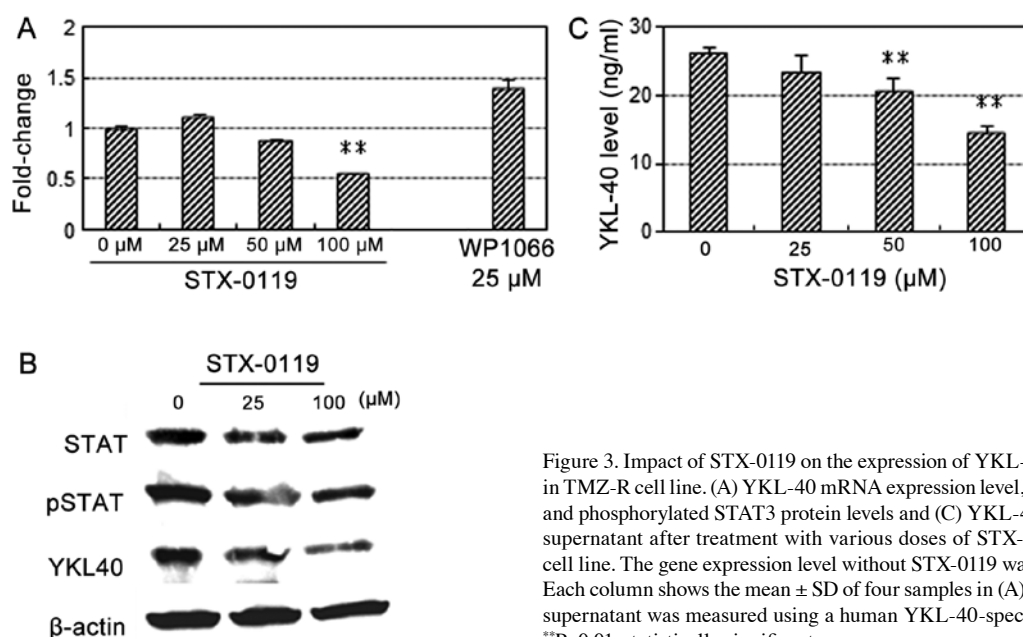 A
2
1.5
1
0.5
0
Fold-change
**
0 µM 25 µM 50 µM 100 µM
STX-0119
WP1066
25 µM
C
30
20
10
0
YKL-40 level (ng/ml)
**
**
0 25 50 100
STX-0119 (µM)
B
STX-0119
0 25 100 (µM)
STAT
pSTAT
YKL40
β-actin
Figure 3. Impact of STX-0119 on the expression of YKL-
in TMZ-R cell line. (A) YKL-40 mRNA expression level,
and phosphorylated STAT3 protein levels and (C) YKL-4
supernatant after treatment with various doses of STX-
cell line. The gene expression level without STX-0119 wa
Each column shows the mean ± SD of four samples in (A)
supernatant was measured using a human YKL-40-spec